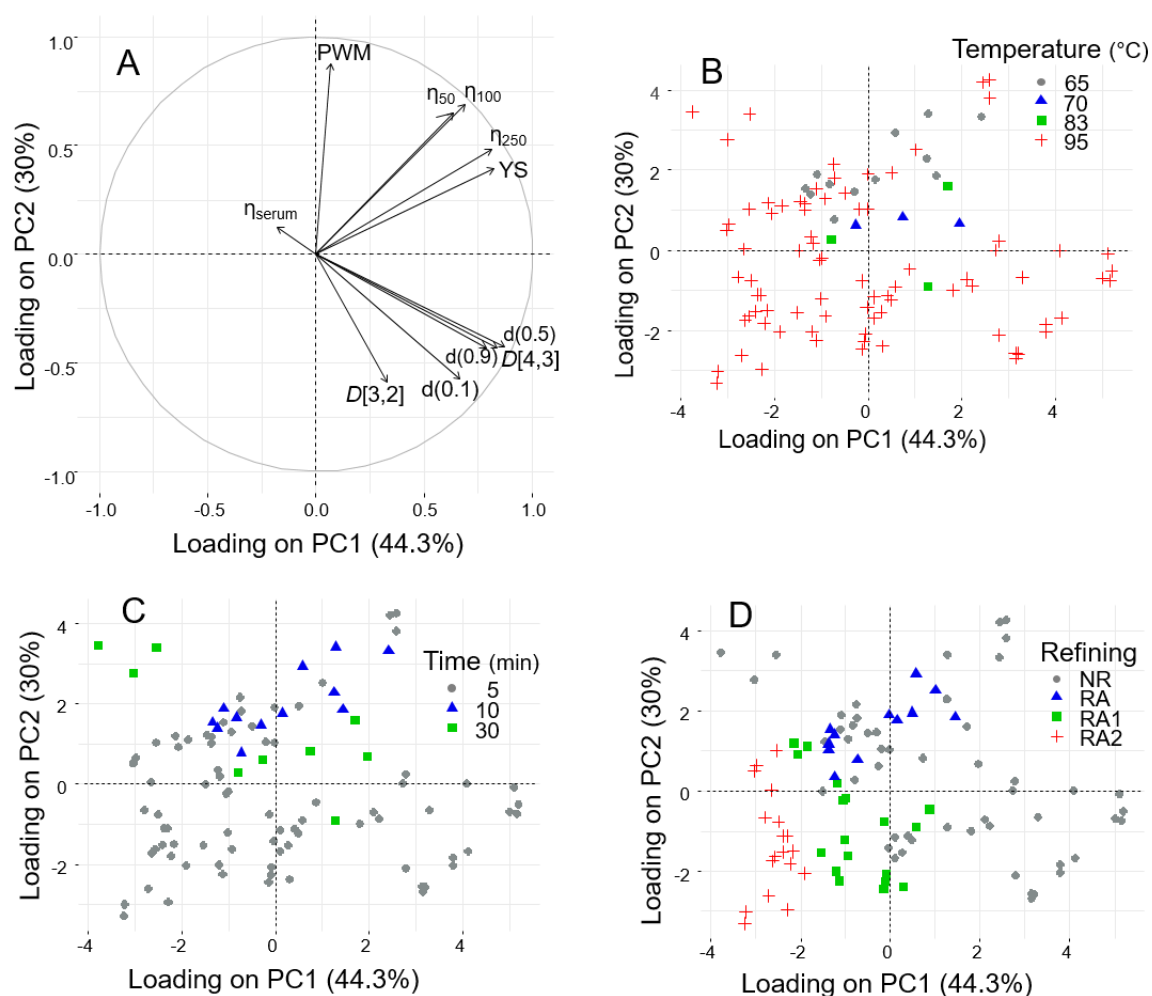 A
1.0
0.5
0.0
-0.5
-1.0
-1.0
-0.5
0.0
0.5
1.0
Loading on PC2 (30%)
Loading on PC1 (44.3%)
PWM
η50
η100
η250
YS
ηserum
d(0.5)
d(0.9)
D[4,3]
D[3,2]
d(0.1)
B
Temperature (°C)
65
70
83
95
4
2
0
-2
-4
-2
0
2
4
Loading on PC2 (30%)
Loading on PC1 (44.3%)
C
Time (min)
5
10
30
4
2
0
-2
-4
-2
0
2
4
Loading on PC2 (30%)
Loading on PC1 (44.3%)
D
Refining
NR
RA
RA1
RA2
4
2
0
-2
-4
-2
0
2
4
Loading on PC2 (30%)
Loading on PC1 (44.3%)